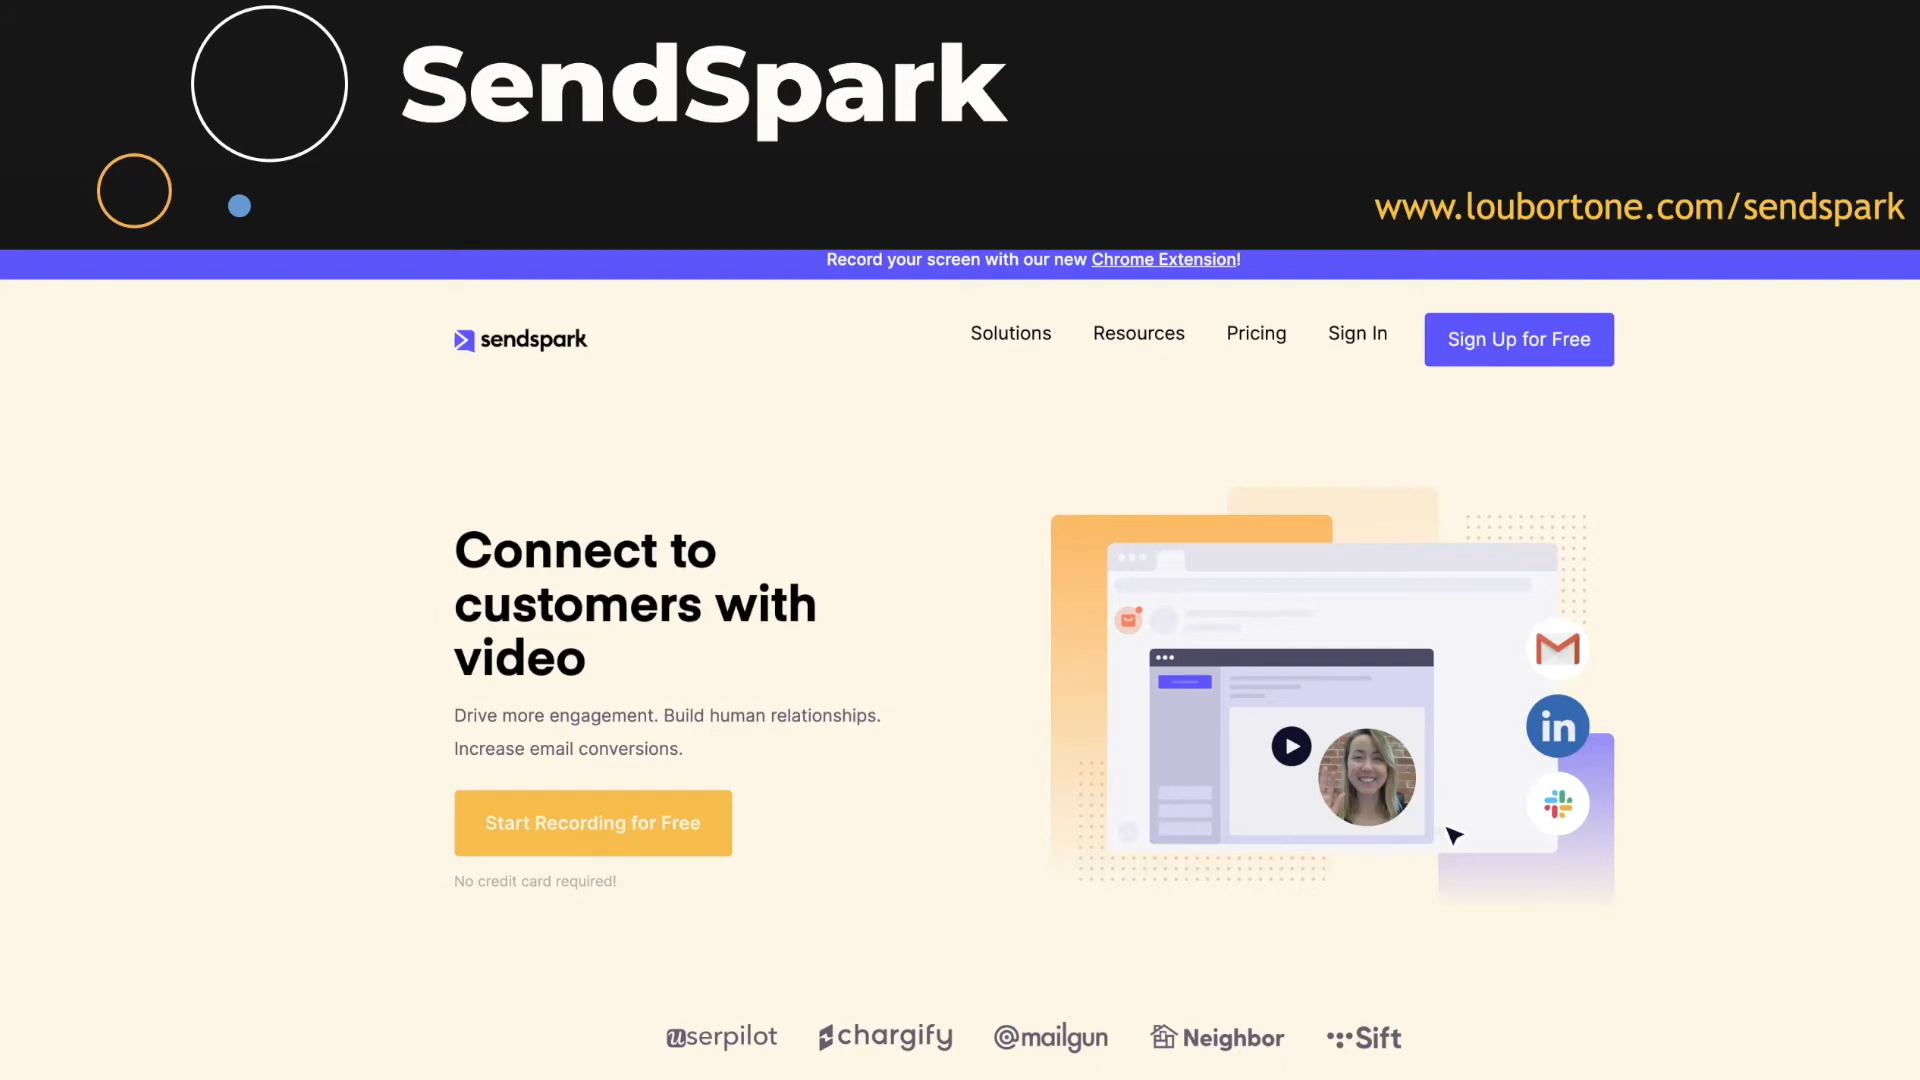 SendSpark
www.loubortone.com/sendspark
Record your screen with our new Chrome Extension!
sendspark
Solutions
Resources
Pricing
Sign In
Sign Up for Free
Connect to
customers with
video
Drive more engagement. Build human relationships.
Increase email conversions.
Start Recording for Free
No credit card required!
in
userpilot
chargify
@mailgun
Neighbor
Sift